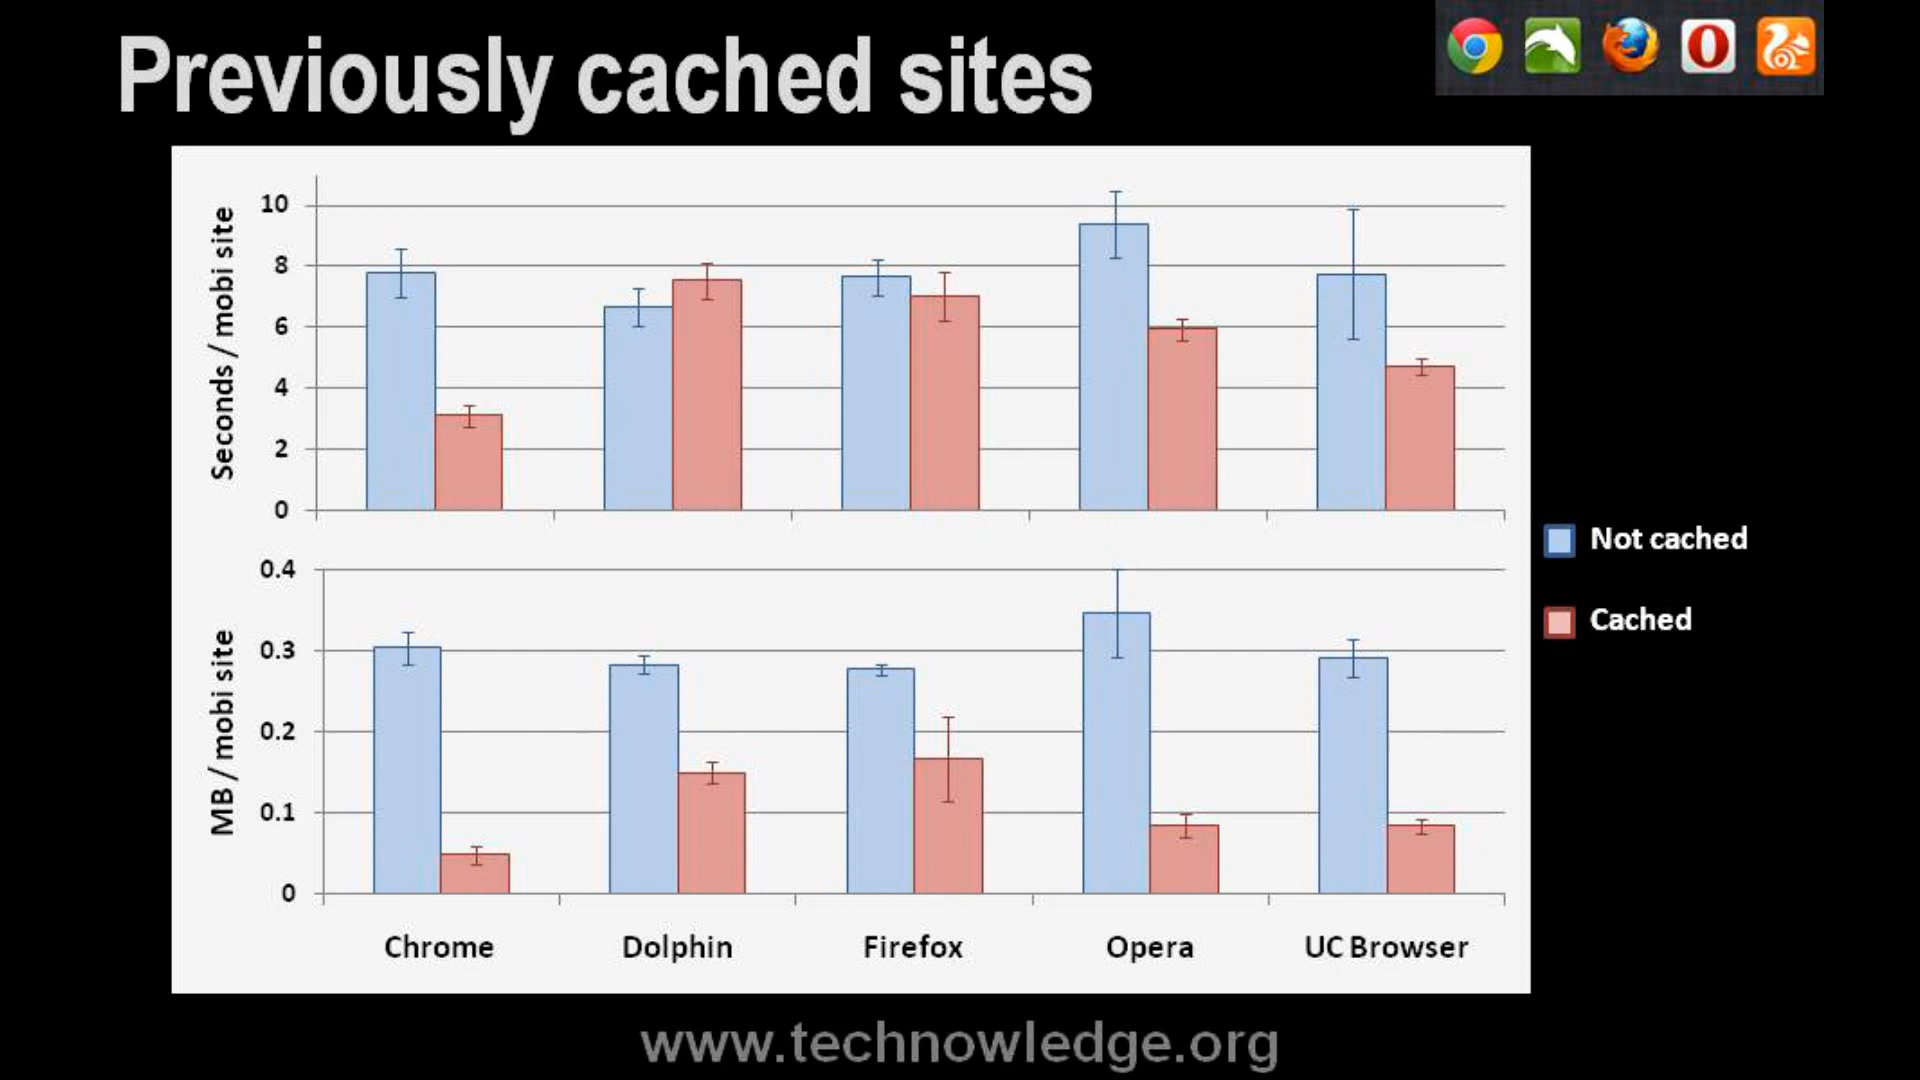 Previously cached sites
Seconds / mobi site
10
8
6
4
2
0
MB / mobi site
0.4
0.3
0.2
0.1
0
Chrome Dolphin Firefox Opera UC Browser
Not cached
Cached
www.technowledge.org